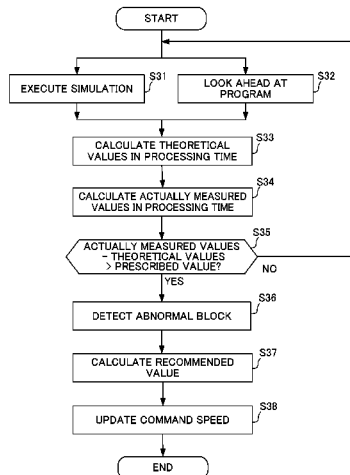 START
S31
EXECUTE SIMULATION
S32
LOOK AHEAD AT
PROGRAM
S33
CALCULATE THEORETICAL
VALUES IN PROCESSING TIME
S34
CALCULATE ACTUALLY MEASURED
VALUES IN PROCESSING TIME
S35
ACTUALLY MEASURED VALUES
- THEORETICAL VALUES
> PRESCRIBED VALUE?
NO
YES
S36
DETECT ABNORMAL BLOCK
S37
CALCULATE RECOMMENDED
VALUE
S38
UPDATE COMMAND SPEED
END